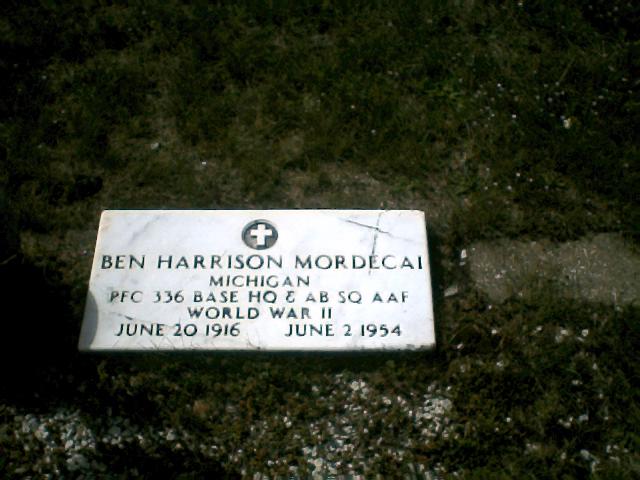 BEN HARRISON MORDECAI
MICHIGAN
PFC 336 BASE HQ & AB SQ AAF
WORLD WAR II
JUNE 20 1916 JUNE 2 1954